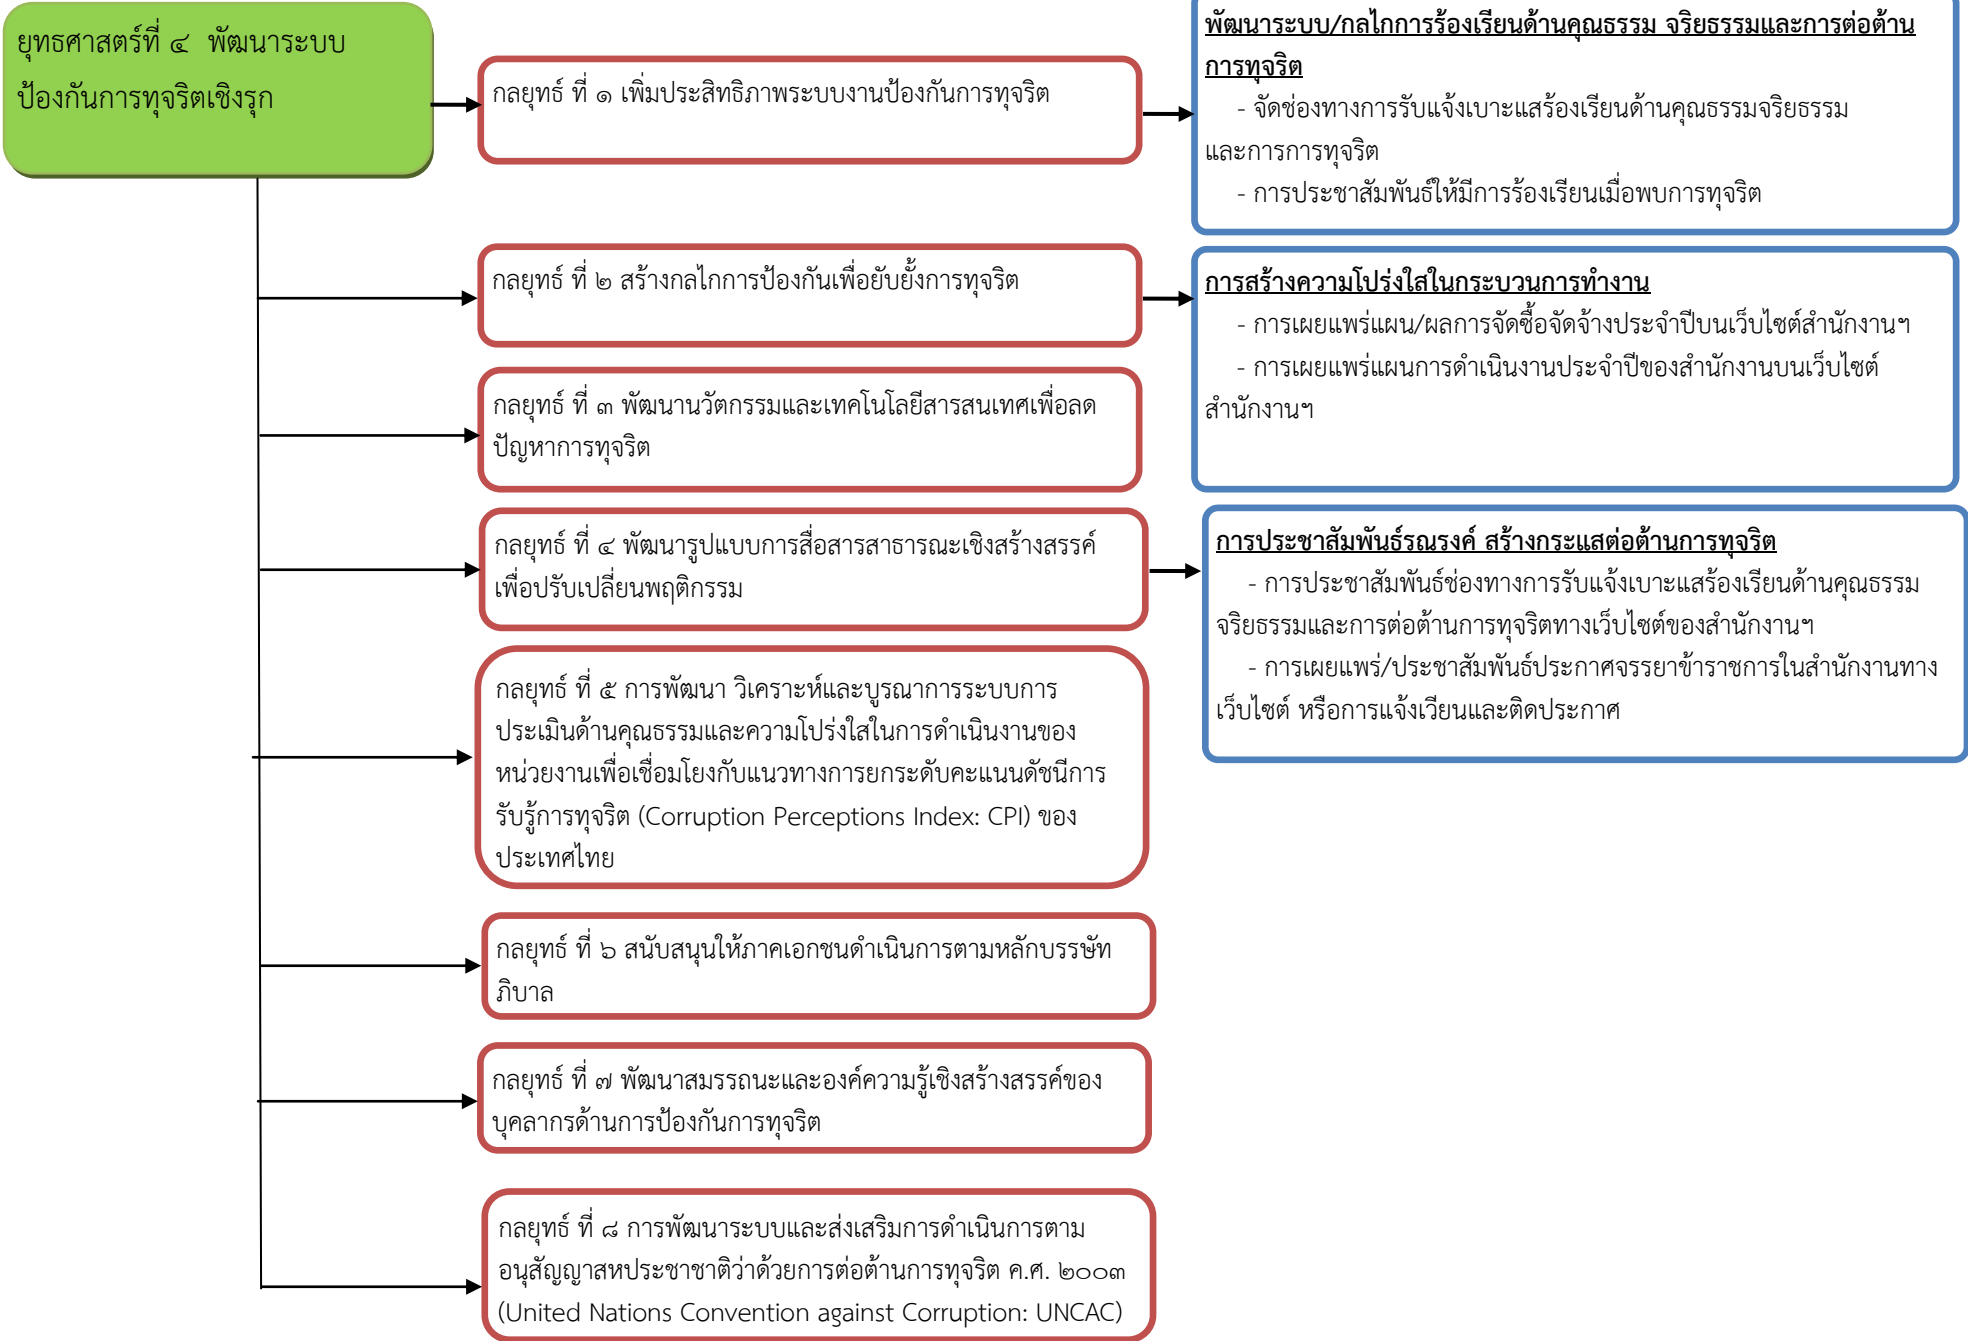 ยุทธศาสตร์ที่ ๔ พัฒนาระบบ
ป้องกันการทุจริตเชิงรุก
กลยุทธ์ ที่ ๑ เพิ่มประสิทธิภาพระบบงานป้องกันการทุจริต
พัฒนาระบบ/กลไกการร้องเรียนด้านคุณธรรม จริยธรรมและการต่อต้าน
การทุจริต
- จัดช่องทางการรับแจ้งเบาะแสร้องเรียนด้านคุณธรรมจริยธรรม
และการการทุจริต
- การประชาสัมพันธ์ให้มีการร้องเรียนเมื่อพบการทุจริต
กลยุทธ์ ที่ ๒ สร้างกลไกการป้องกันเพื่อยับยั้งการทุจริต
การสร้างความโปร่งใสในกระบวนการทำงาน
- การเผยแพร่แผน/ผลการจัดซื้อจัดจ้างประจำปีบนเว็บไซต์สำนักงานฯ
- การเผยแพร่แผนการดำเนินงานประจำปีของสำนักงานบนเว็บไซต์
สำนักงานฯ
กลยุทธ์ ที่ ๓ พัฒนานวัตกรรมและเทคโนโลยีสารสนเทศเพื่อลด
ปัญหาการทุจริต
กลยุทธ์ ที่ ๔ พัฒนารูปแบบการสื่อสารสาธารณะเชิงสร้างสรรค์
เพื่อปรับเปลี่ยนพฤติกรรม
การประชาสัมพันธ์รณรงค์ สร้างกระแสต่อต้านการทุจริต
- การประชาสัมพันธ์ช่องทางการรับแจ้งเบาะแสร้องเรียนด้านคุณธรรม
จริยธรรมและการต่อต้านการทุจริตทางเว็บไซต์ของสำนักงานฯ
- การเผยแพร่/ประชาสัมพันธ์ประกาศจรรยาข้าราชการในสำนักงานทาง
เว็บไซต์ หรือการแจ้งเวียนและติดประกาศ
กลยุทธ์ ที่ ๕ การพัฒนา วิเคราะห์และบูรณาการระบบการ
ประเมินด้านคุณธรรมและความโปร่งใสในการดำเนินงานของ
หน่วยงานเพื่อเชื่อมโยงกับแนวทางการยกระดับคะแนนดัชนีการ
รับรู้การทุจริต (Corruption Perceptions Index: CPI) ของ
ประเทศไทย
กลยุทธ์ ที่ ๖ สนับสนุนให้ภาคเอกชนดำเนินการตามหลักบรรษัท
ภิบาล
กลยุทธ์ ที่ ๗ พัฒนาสมรรถนะและองค์ความรู้เชิงสร้างสรรค์ของ
บุคลากรด้านการป้องกันการทุจริต
กลยุทธ์ ที่ ๘ การพัฒนาระบบและส่งเสริมการดำเนินการตาม
อนุสัญญาสหประชาชาติว่าด้วยการต่อต้านการทุจริต ค.ศ. ๒๐๐๓
(United Nations Convention against Corruption: UNCAC)